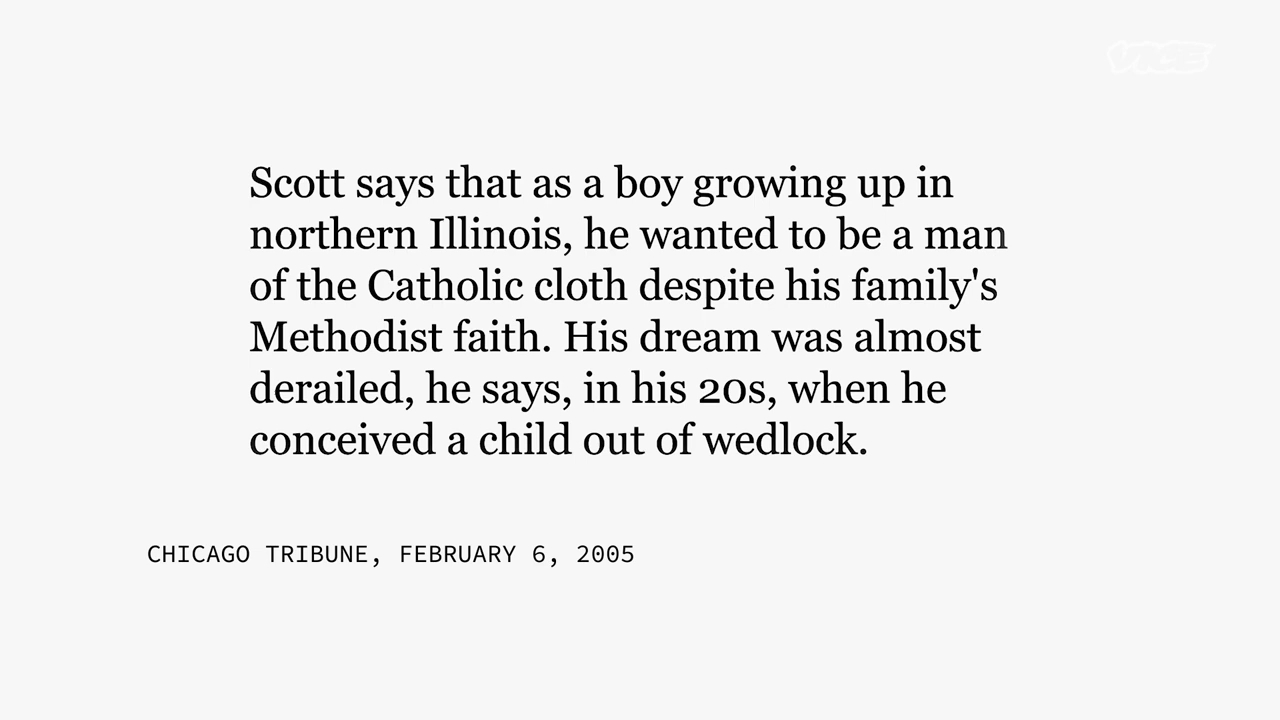 VICE
Scott says that as a boy growing up in
northern Illinois, he wanted to be a man
of the Catholic cloth despite his family's
Methodist faith. His dream was almost
derailed, he says, in his 20s, when he
conceived a child out of wedlock.
CHICAGO TRIBUNE, FEBRUARY 6, 2005